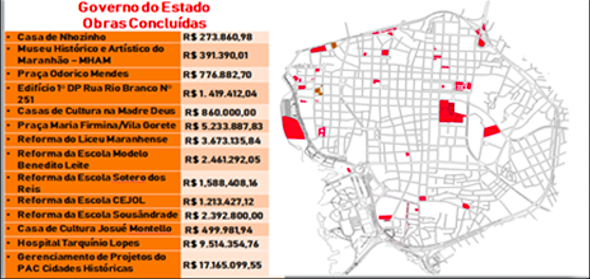 Governo do Estado
Obras Concluídas
• Casa de Nhozinho R$ 273.860,98
• Museu Histórico e Artístico do
Maranhão – MHAM R$ 391.390,01
• Praça Odorico Mendes R$ 776.882,70
• Edifício 1º DP Rua Rio Branco Nº
251 R$ 1.419.412,04
• Casas de Cultura na Madre Deus R$ 860.000,00
• Praça Maria Firmina/Vila Gorete R$ 5.233.887,83
• Reforma do Liceu Maranhense R$ 3.673.135,84
• Reforma da Escola Modelo
Benedito Leite R$ 2.461.292,05
• Reforma da Escola Sotero dos
Reis R$ 1,588,408,16
• Reforma da Escola CEJOL R$ 1.213.427,12
• Reforma da Escola Sousândrade R$ 2.392.800,00
• Casa de Cultura Josué Montello R$ 499.981,94
• Hospital Tarquínio Lopes R$ 9.514.354,76
• Gerenciamento de Projetos do
PAC Cidades Históricas R$ 17.165.099,55